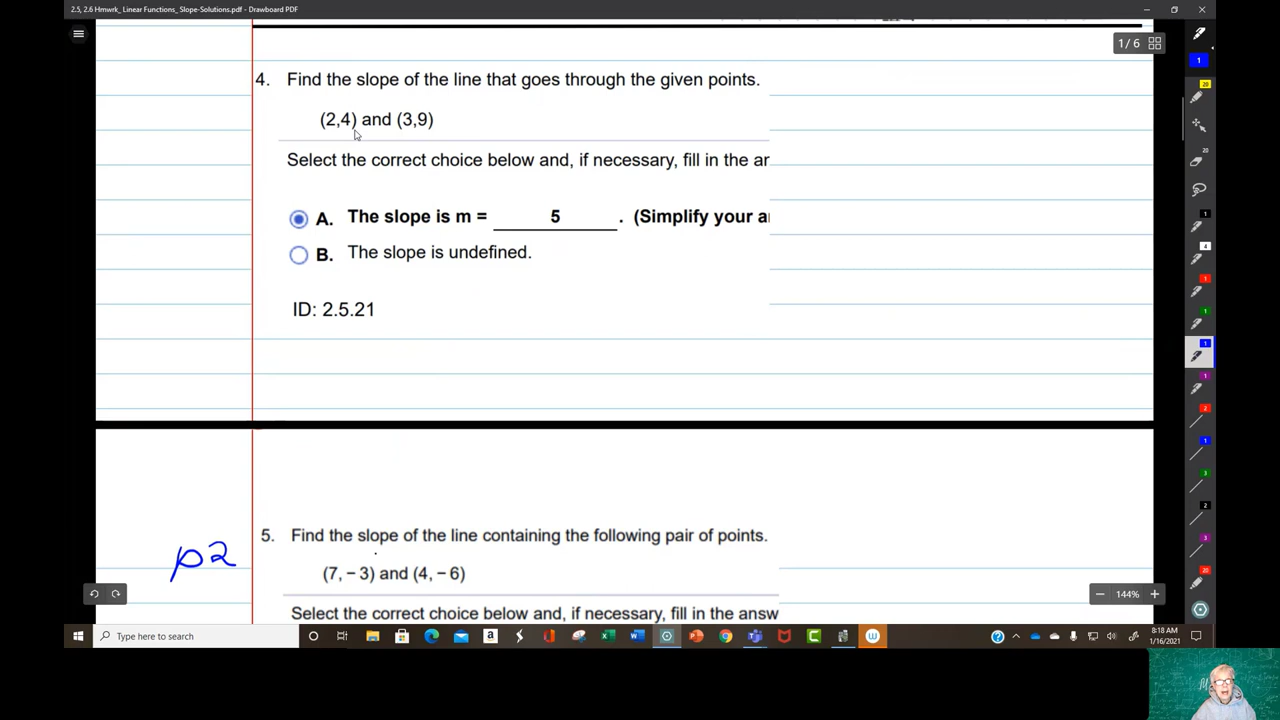 2.5, 2.6 Hmwrk_ Linear Functions_ Slope-Solutions.pdf - Drawboard PDF
1/6
4. Find the slope of the line that goes through the given points.
(2,4) and (3,9)
Select the correct choice below and, if necessary, fill in the ar
A. The slope is m = 5 . (Simplify your a
B. The slope is undefined.
ID: 2.5.21
p2
5. Find the slope of the line containing the following pair of points.
(7, − 3) and (4, − 6)
Select the correct choice below and, if necessary, fill in the answ
144%
Type here to search
8:18 AM
1/16/2021